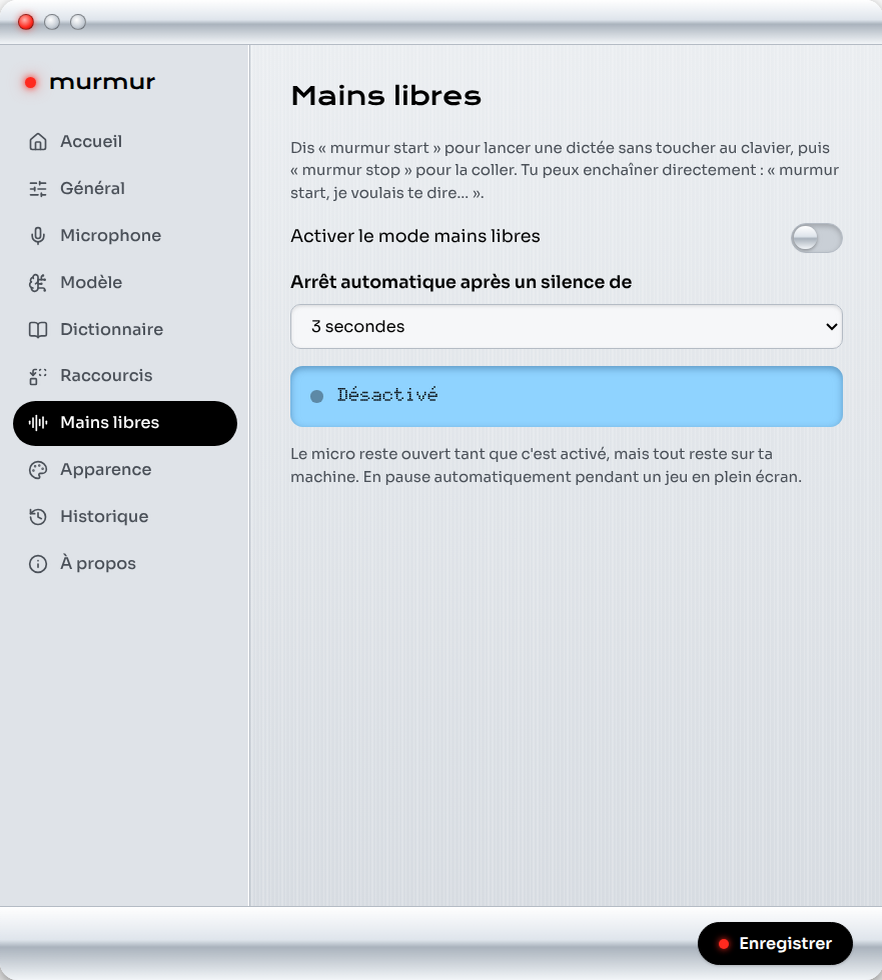 murmur
Accueil
Général
Microphone
Modèle
Dictionnaire
Raccourcis
Mains libres
Apparence
Historique
À propos
Mains libres
Dis « murmur start » pour lancer une dictée sans toucher au clavier, puis
« murmur stop » pour la coller. Tu peux enchaîner directement : « murmur
start, je voulais te dire... ».
Activer le mode mains libres
Arrêt automatique après un silence de
3 secondes
Désactivé
Le micro reste ouvert tant que c'est activé, mais tout reste sur ta
machine. En pause automatiquement pendant un jeu en plein écran.
Enregistrer